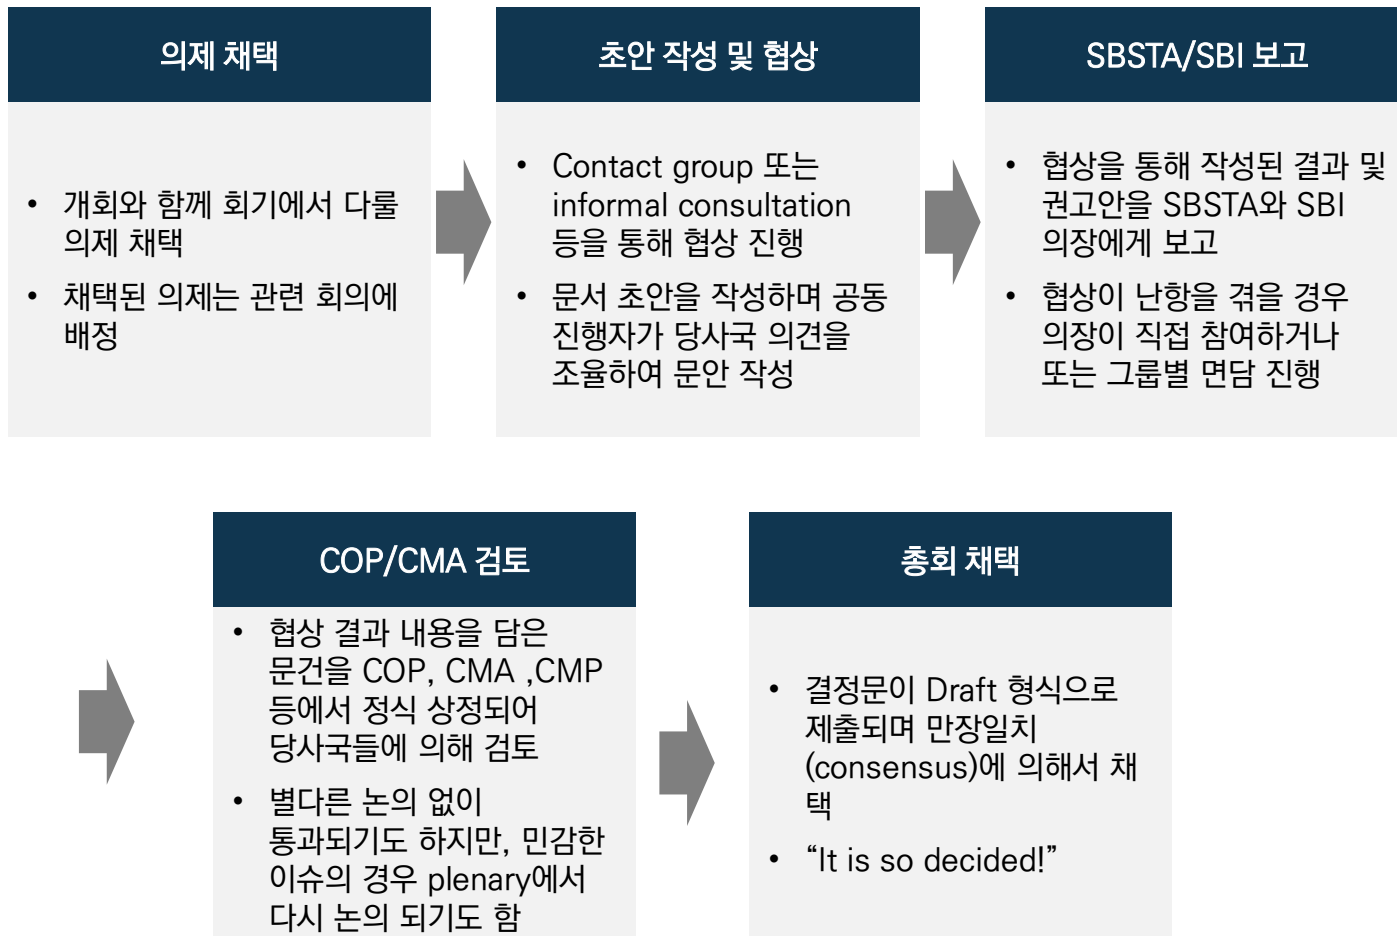 의제 채택
• 개회와 함께 회기에서 다룰
의제 채택
• 채택된 의제는 관련 회의에
배정
초안 작성 및 협상
• Contact group 또는
informal consultation
등을 통해 협상 진행
• 문서 초안을 작성하며 공동
진행자가 당사국 의견을
조율하여 문안 작성
SBSTA/SBI 보고
• 협상을 통해 작성된 결과 및
권고안을 SBSTA와 SBI
의장에게 보고
• 협상이 난항을 겪을 경우
의장이 직접 참여하거나
또는 그룹별 면담 진행
COP/CMA 검토
• 협상 결과 내용을 담은
문건을 COP, CMA ,CMP
등에서 정식 상정되어
당사국들에 의해 검토
• 별다른 논의 없이
통과되기도 하지만, 민감한
이슈의 경우 plenary에서
다시 논의 되기도 함
총회 채택
• 결정문이 Draft 형식으로
제출되며 만장일치
(consensus)에 의해서 채
택
• “It is so decided!”